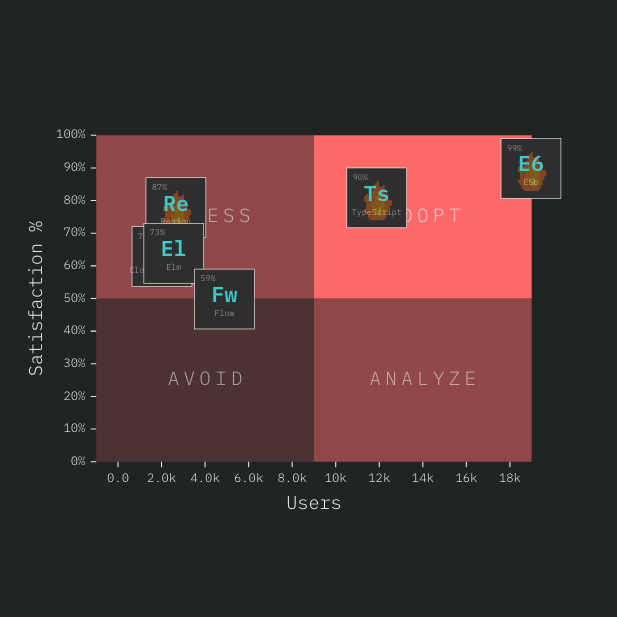 100%
90%
80%
70%
60%
50%
40%
30%
20%
10%
0%
Satisfaction %
99%
E6
ES6
90%
Ts
TypeScript
87%
Re
73%
El
Elm
59%
Fw
Flow
AVOID
ANALYZE
0.0 2.0k 4.0k 6.0k 8.0k 10k 12k 14k 16k 18k
Users